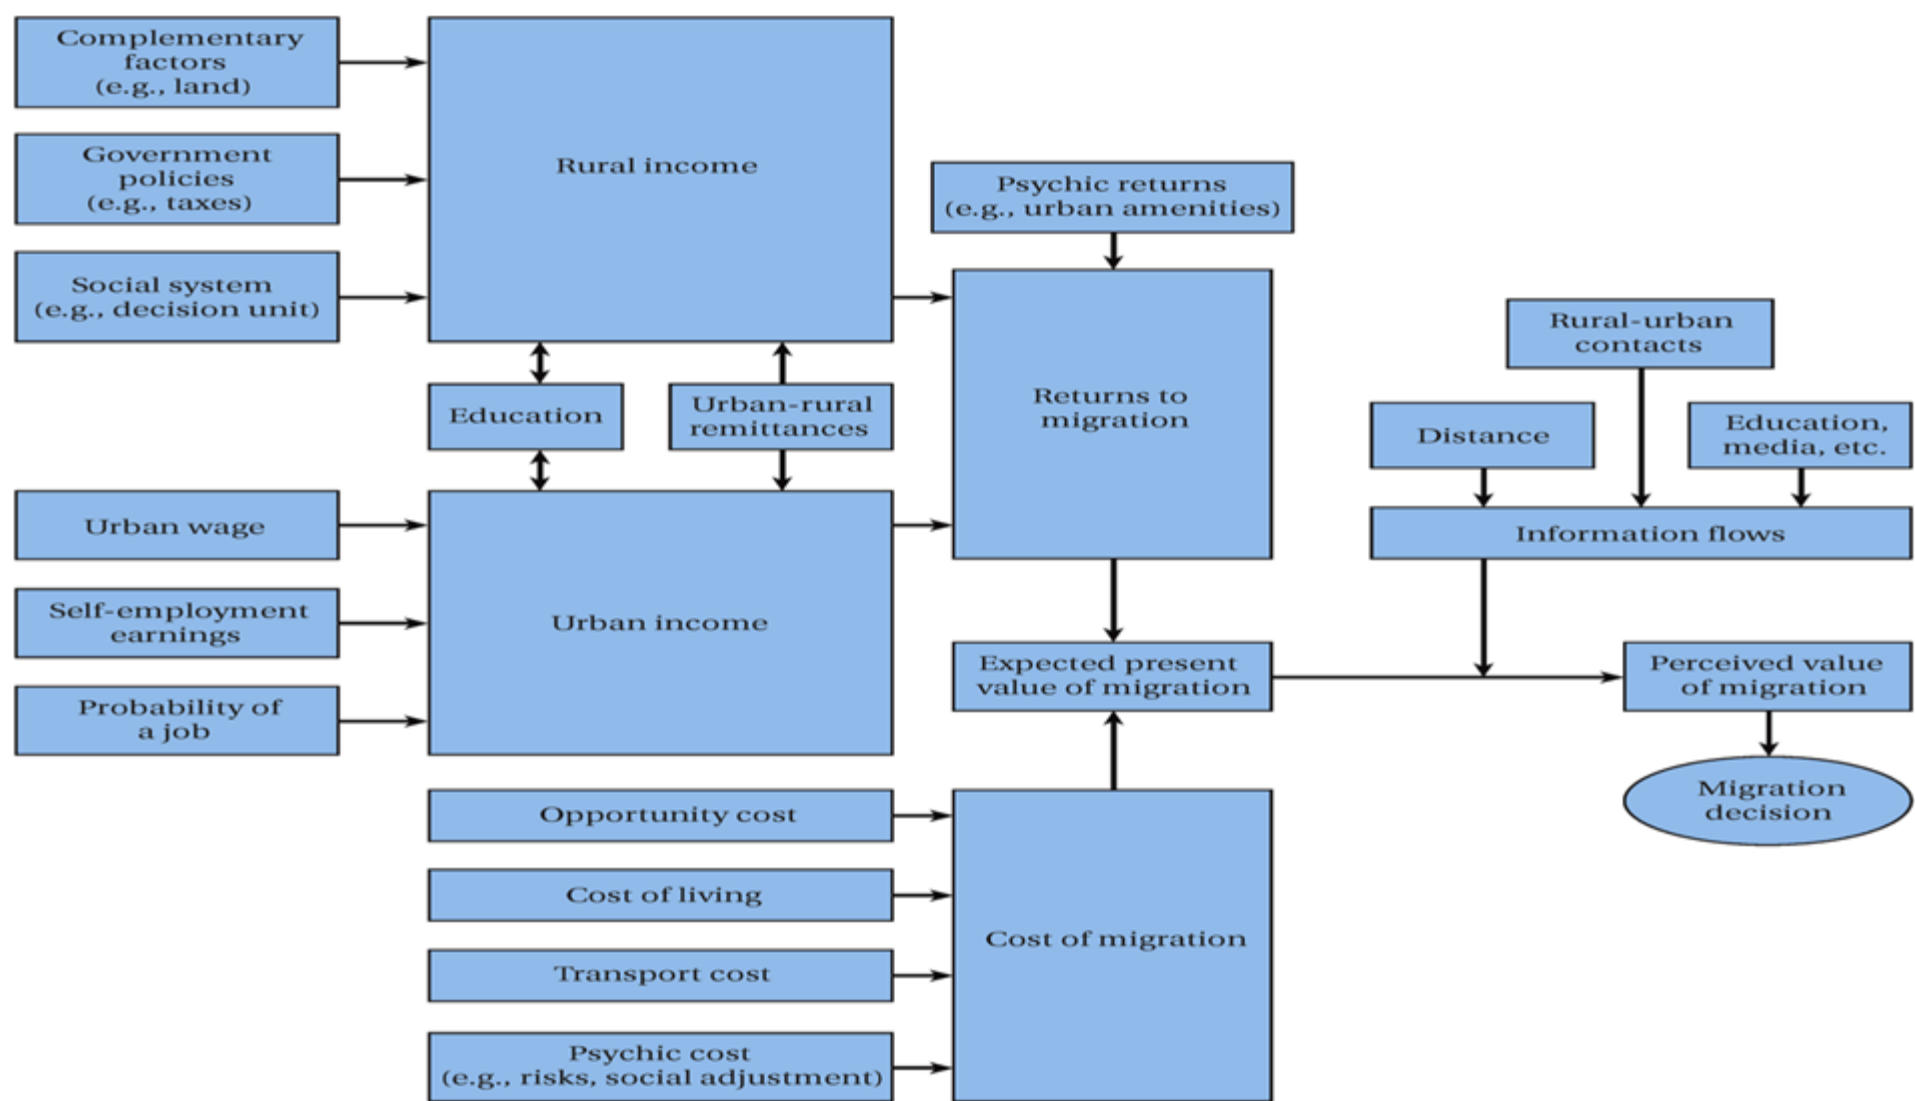 Complementary
factors
(e.g., land)
Government
policies
(e.g., taxes)
Social system
(e.g., decision unit)
Rural income
Psychic returns
(e.g., urban amenities)
Education
Urban-rural
remittances
Returns to
migration
Rural-urban
contacts
Distance
Education,
media, etc.
Information flows
Urban wage
Self-employment
earnings
Probability of
a job
Urban income
Expected present
value of migration
Perceived value
of migration
Migration
decision
Opportunity cost
Cost of living
Transport cost
Psychic cost
(e.g., risks, social adjustment)
Cost of migration